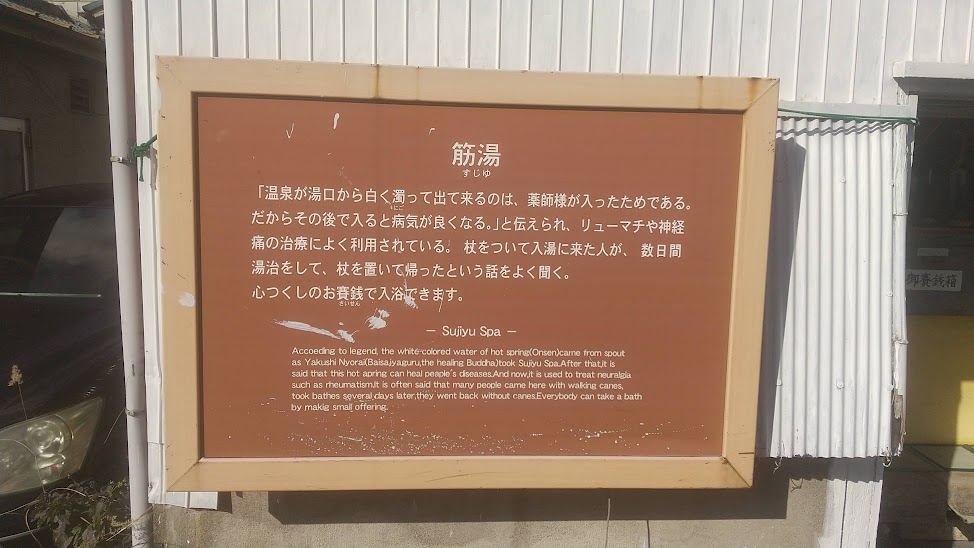 筋湯
すじゆ
「温泉が湯口から白く濁って出て来るのは、薬師様が入ったためである。
にご
だからその後で入ると病気が良くなる。」と伝えられ、リューマチや神経
痛の治療によく利用されている。 杖をついて入湯に来た人が、 数日間
湯治をして、杖を置いて帰ったという話をよく聞く。
心づくしのお賽銭で入浴できます。
さいせん
― Sujiyu Spa ―
Accoeding to legend, the white-colored water of hot spring(Onsen)came from spout
as Yakushi Nyorai(Baisajyaguru,the healing Buddha)took Sujiyu Spa.After that,it is
said that this hot apring can heal peaple's diseases.And now,it is used to treat neuralgia
such as rheumatism.It is often said that many people came here with walking canes,
took bathes several days later,they went back without canes.Everybody can take a bath
by makig small offering.
御賽銭箱